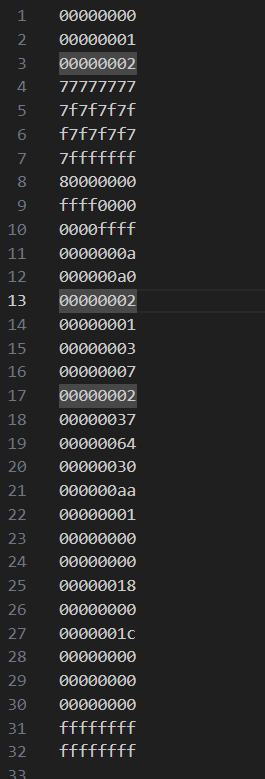 1 00000000
2 00000001
3 00000002
4 77777777
5 7f7f7f7f
6 f7f7f7f7
7 7fffffff
8 80000000
9 ffff0000
10 0000ffff
11 0000000a
12 000000a0
13 00000002
14 00000001
15 00000003
16 00000007
17 00000002
18 00000037
19 00000064
20 00000030
21 000000aa
22 00000001
23 00000000
24 00000000
25 00000018
26 00000000
27 0000001c
28 00000000
29 00000000
30 00000000
31 ffffffff
32 ffffffff
33